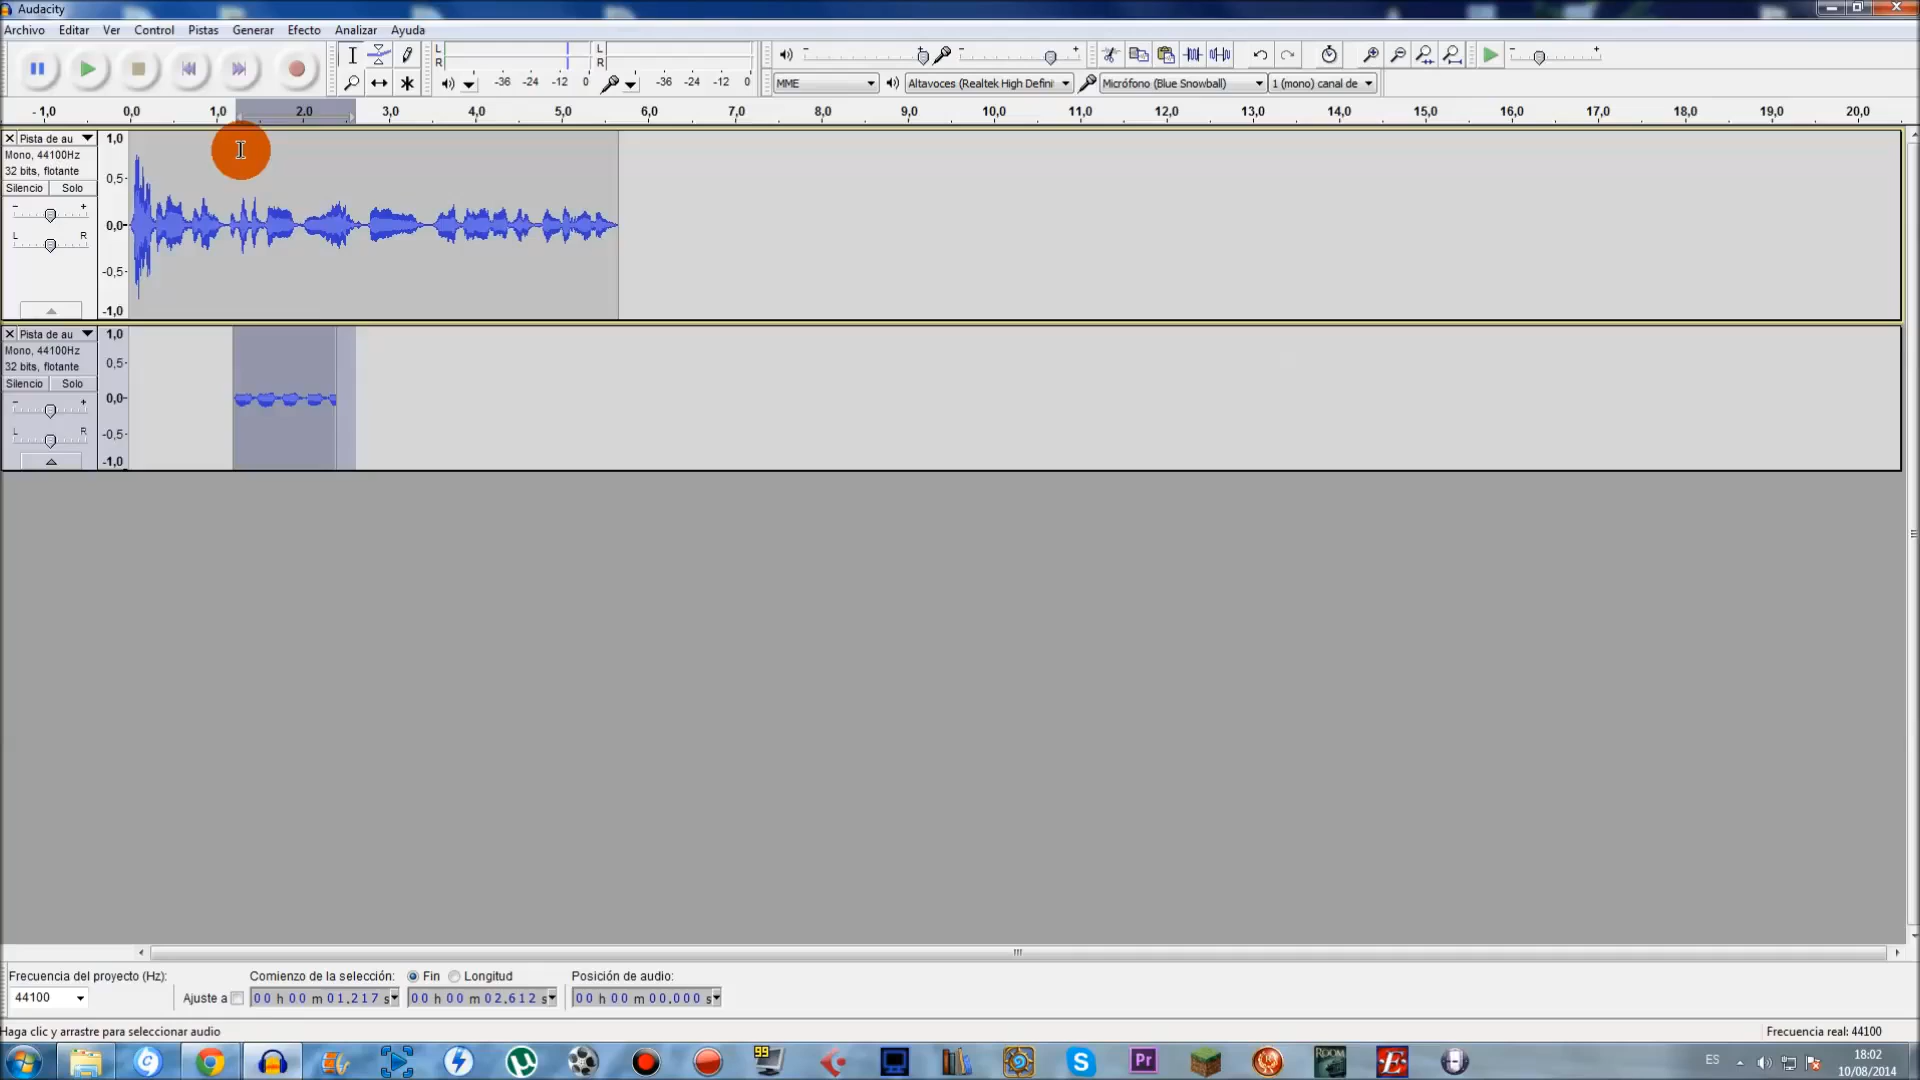 Audacity
Archivo Editar Ver Control Pistas Generar Efecto Analizar Ayuda
L
R
-36 -24 -12 0
L
R
-36 -24 -12 0
MME
Altavoces (Realtek High Defini
Micrófono (Blue Snowball)
1 (mono) canal de
- 1,0 0,0 1,0 2,0 3,0 4,0 5,0 6,0 7,0 8,0 9,0 10,0 11,0 12,0 13,0 14,0 15,0 16,0 17,0 18,0 19,0 20,0
Pista de au
Mono, 44100Hz
32 bits, flotante
Silencio Solo
- +
L R
1,0
0,5-
0,0-
-0,5-
-1,0
Pista de au
Mono, 44100Hz
32 bits, flotante
Silencio Solo
- +
L R
1,0
0,5-
0,0-
-0,5-
-1,0
Frecuencia del proyecto (Hz):
44100
Ajuste a
Comienzo de la selección:
00 h 00 m 01.217 s
Fin Longitud
00 h 00 m 02.612 s
Posición de audio:
00 h 00 m 00.000 s
Haga clic y arrastre para seleccionar audio
Frecuencia real: 44100
99
S
Pr
ROOM
E
ES
18:02
10/08/2014